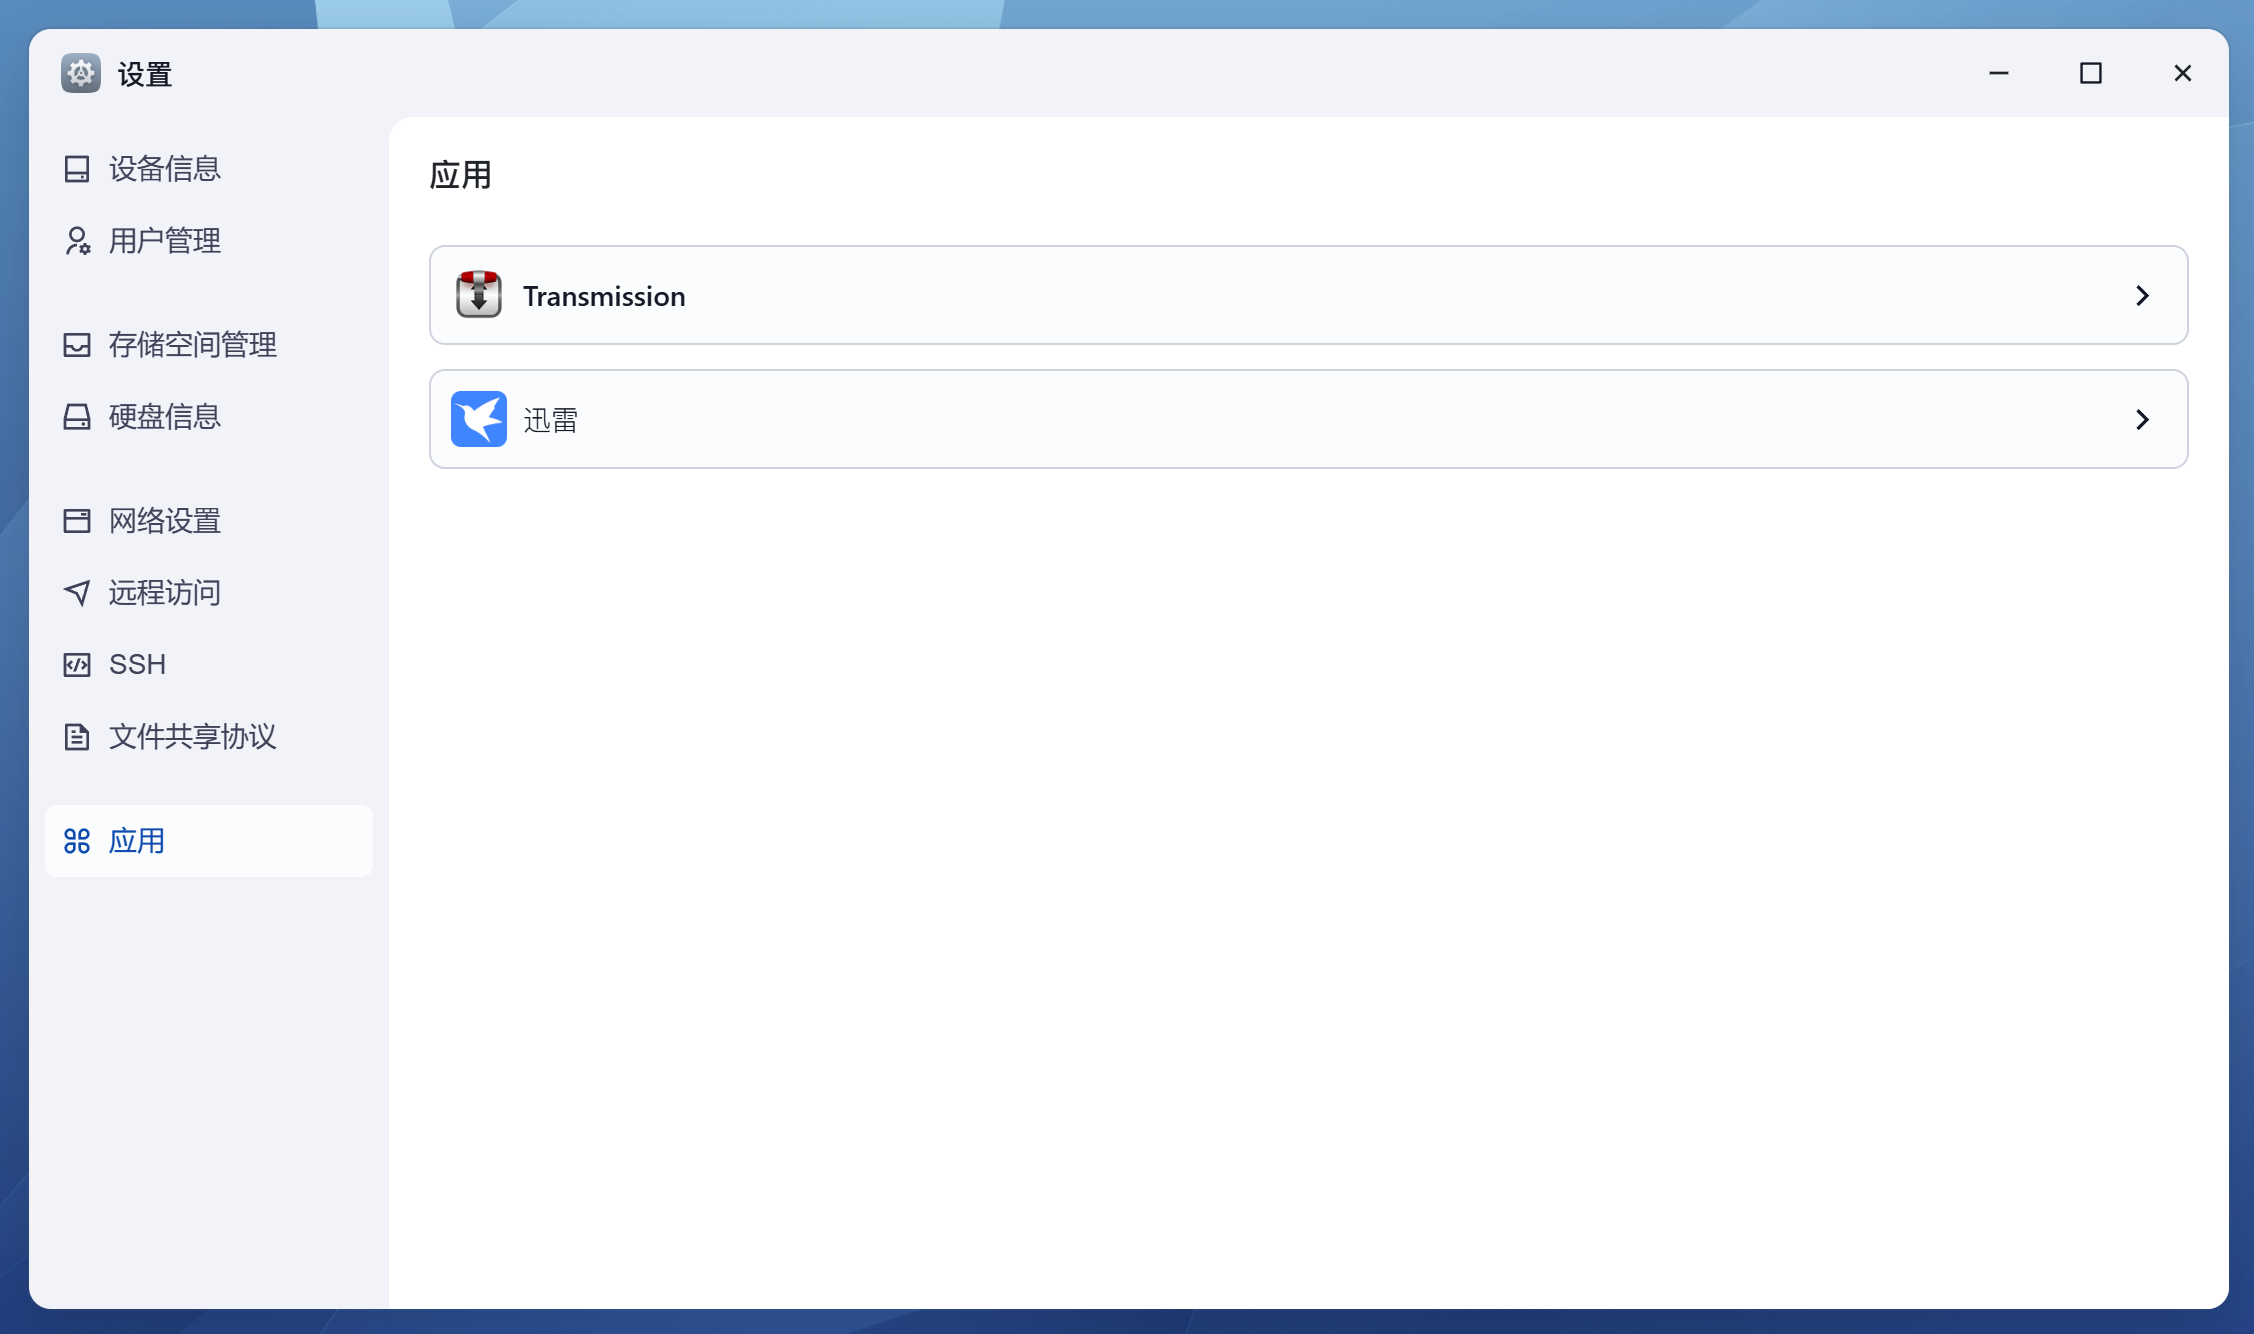 设置
设备信息
用户管理
存储空间管理
硬盘信息
网络设置
远程访问
SSH
文件共享协议
应用
应用
Transmission
迅雷